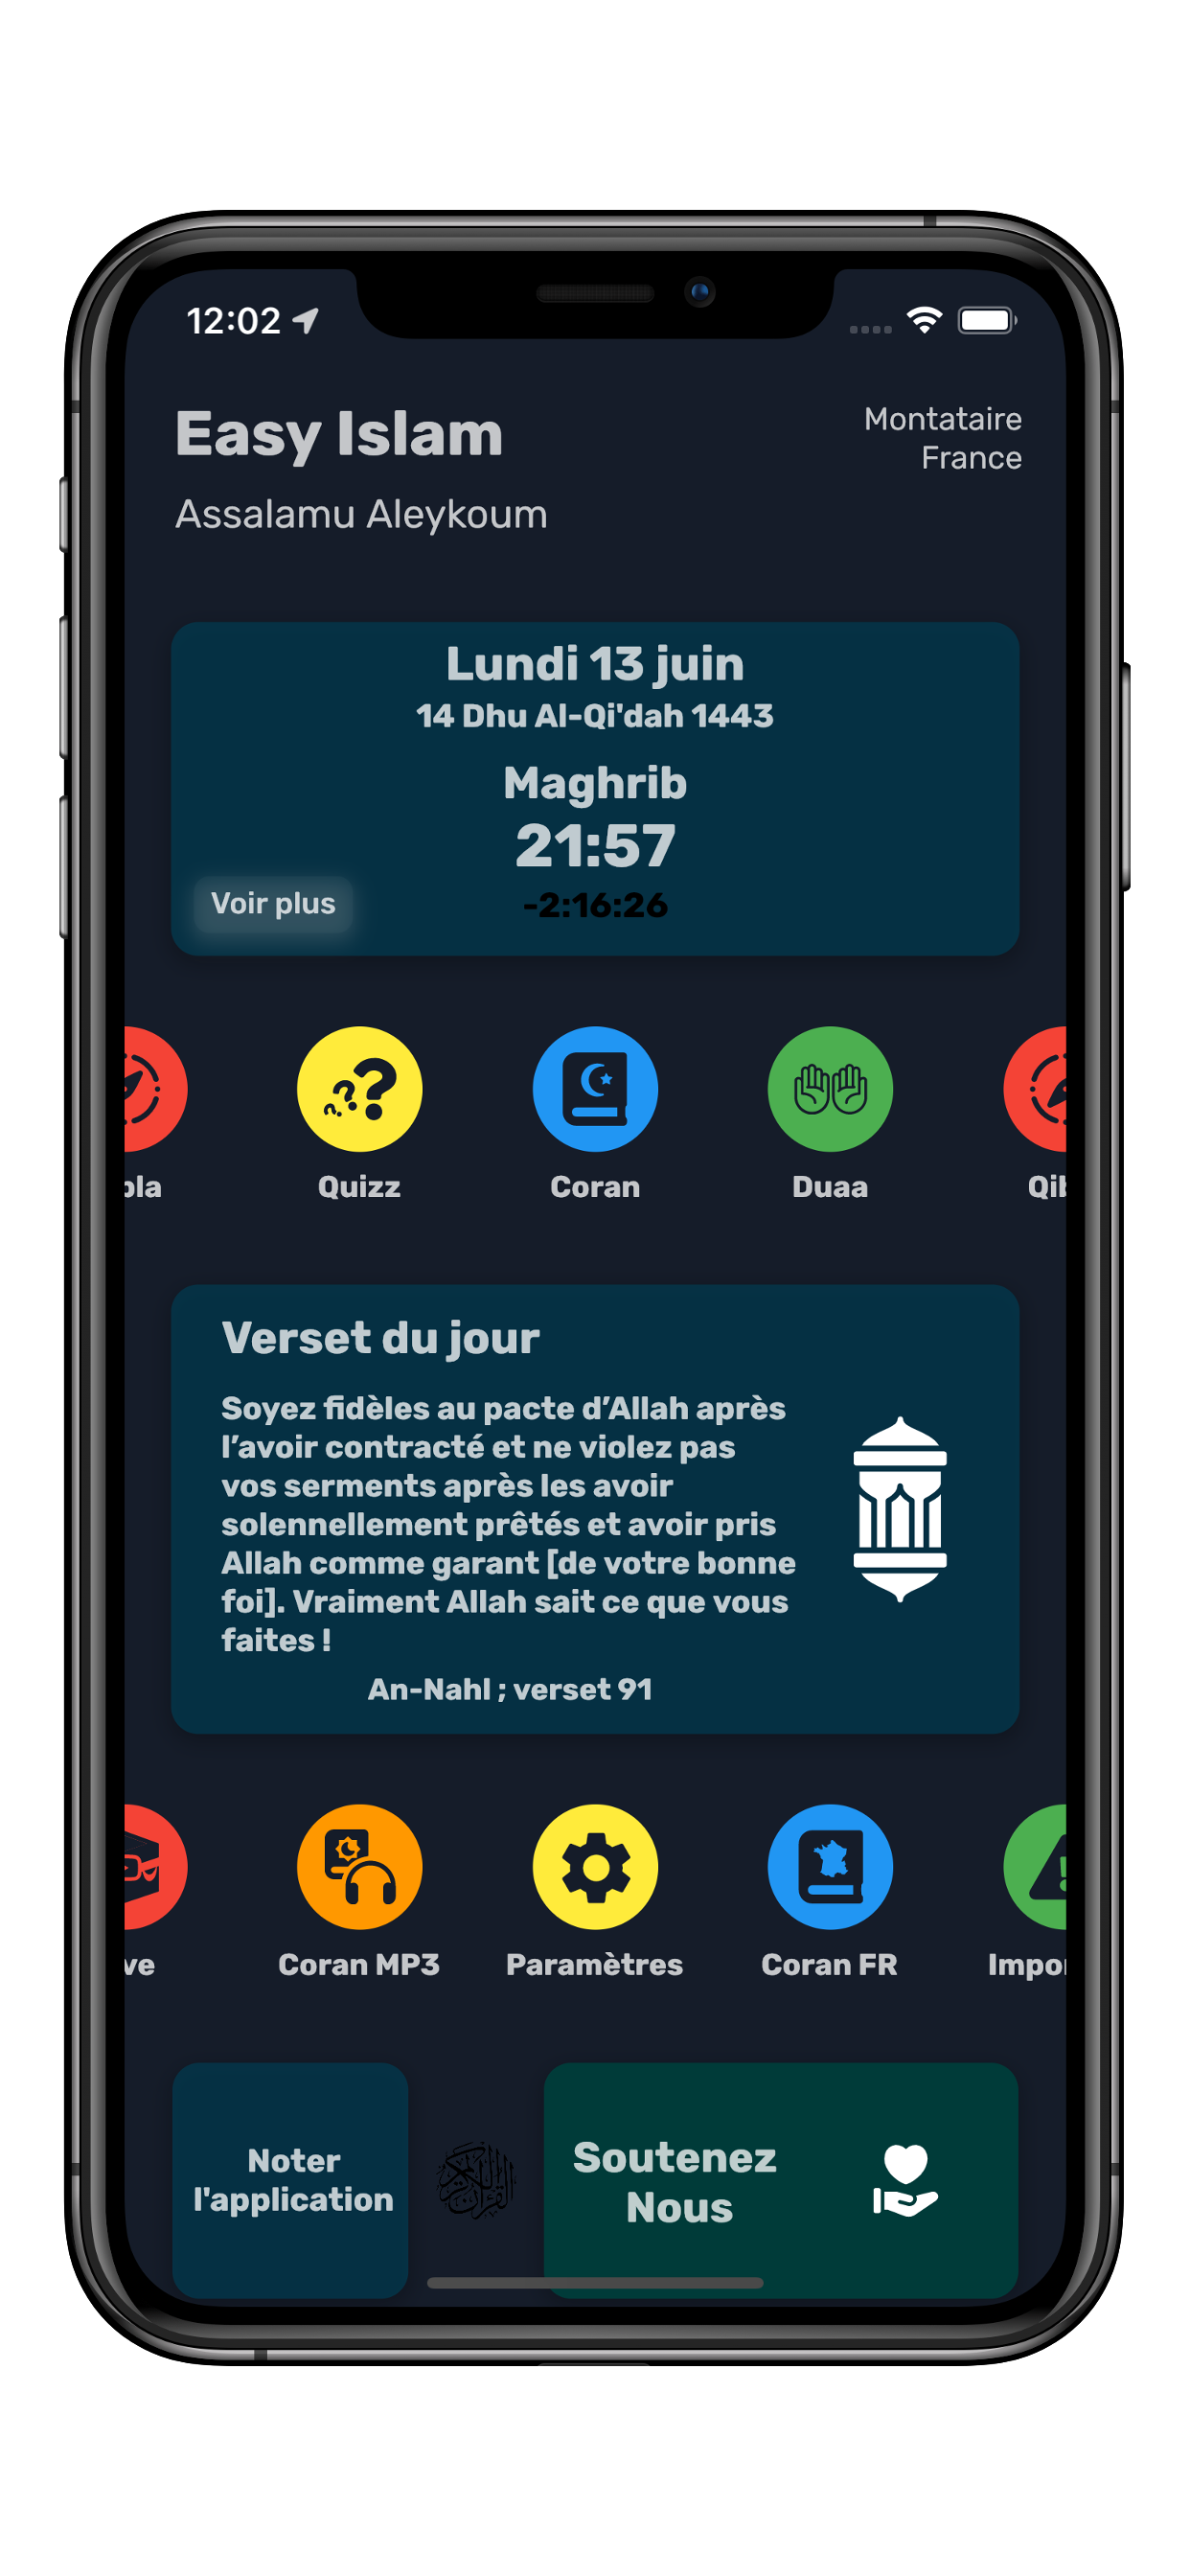 12:02
Easy Islam
Montataire
France
Assalamu Aleykoum
Lundi 13 juin
14 Dhu Al-Qi'dah 1443
Maghrib
21:57
-2:16:26
Voir plus
bla
Quizz
Coran
Duaa
Qib
Verset du jour
Soyez fidèles au pacte d’Allah après
l’avoir contracté et ne violez pas
vos serments après les avoir
solennellement prêtés et avoir pris
Allah comme garant [de votre bonne
foi]. Vraiment Allah sait ce que vous
faites !
An-Nahl ; verset 91
ve
Coran MP3
Paramètres
Coran FR
Impor
Noter
l'application
Soutenez
Nous